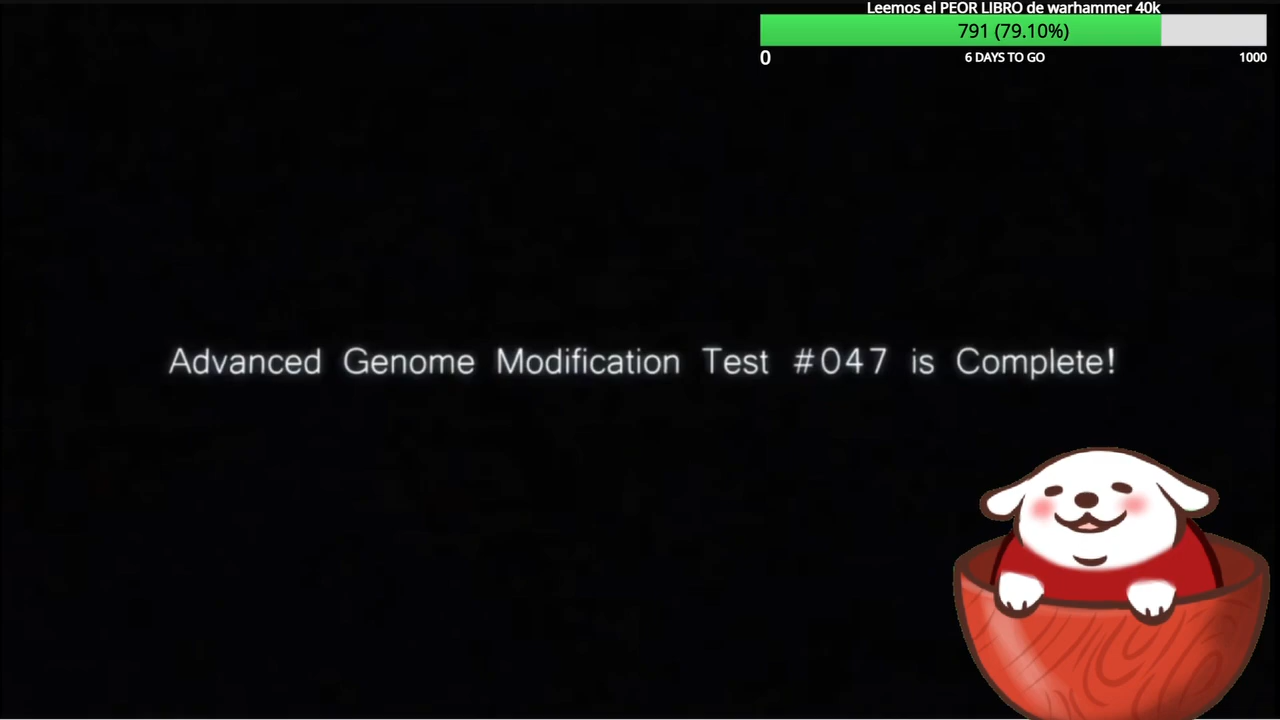 Leemos el PEOR LIBRO de warhammer 40k
791 (79.10%)
0 6 DAYS TO GO 1000
Advanced Genome Modification Test #047 is Complete!